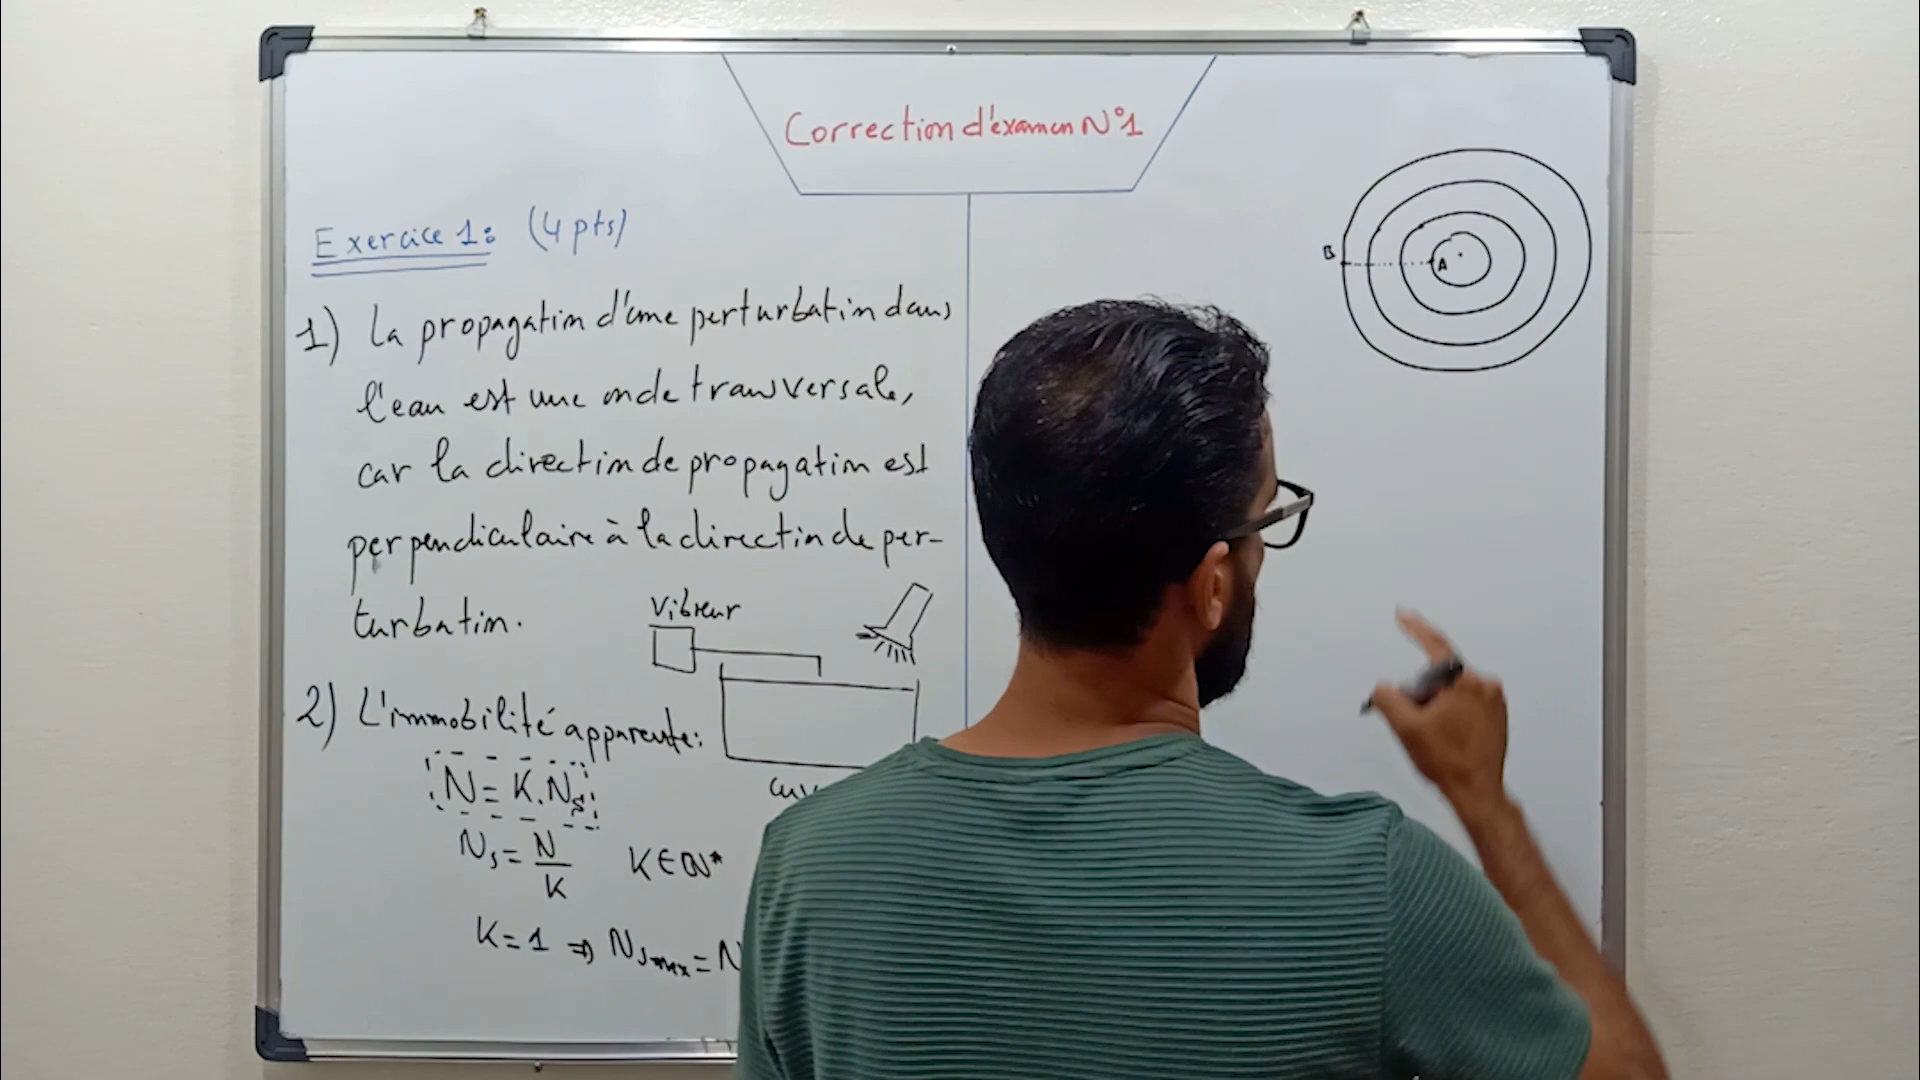 Correction d'examen N°1
Exercice 1: (4 pts)
1) La propagation d'une perturbation dans
l'eau est une onde transversale,
car la direction de propagation est
perpendiculaire à la direction de per-
turbation.
Vibreur
2) L'immobilité apparente:
N = K.Ns
Ns = N/K K∈N*
K = 1 ⇒ Nsmax = N
B
A